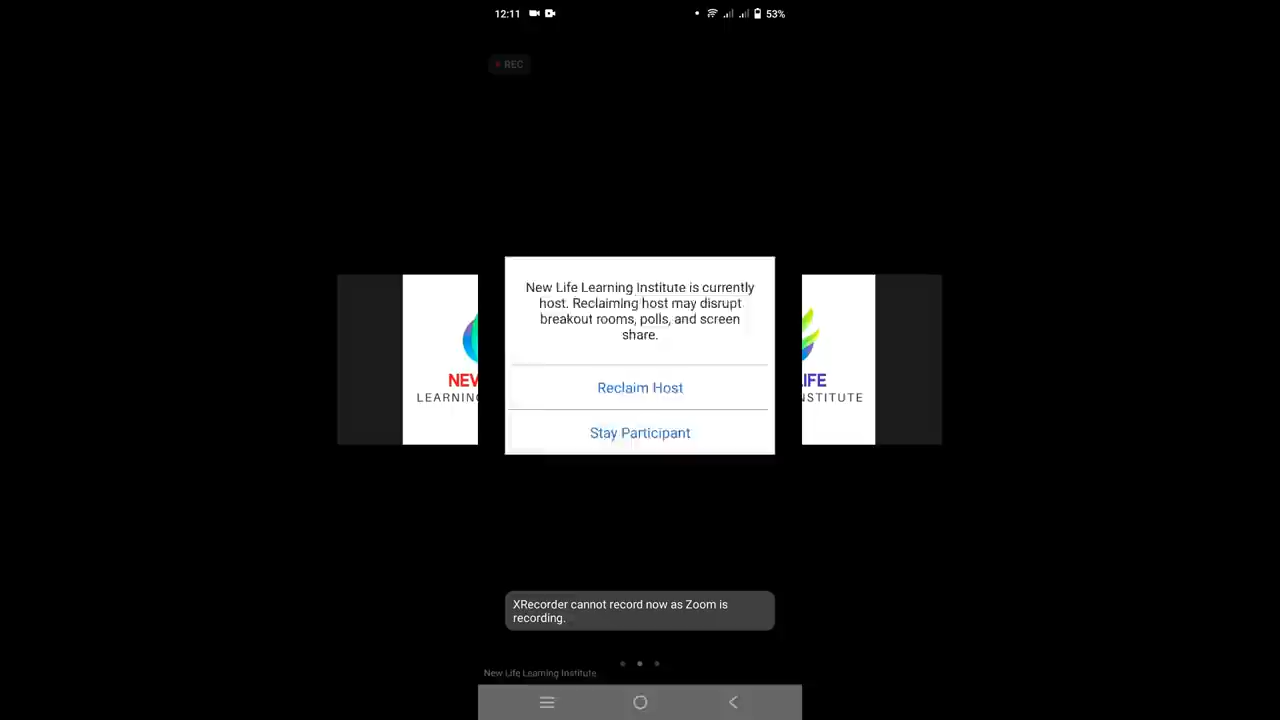 12:11
53%
REC
New Life Learning Institute is currently
host. Reclaiming host may disrupt
breakout rooms, polls, and screen
share.
Reclaim Host
NEW
LIFE
LEARNING
INSTITUTE
Stay Participant
XRecorder cannot record now as Zoom is
recording.
New Life Learning Institute